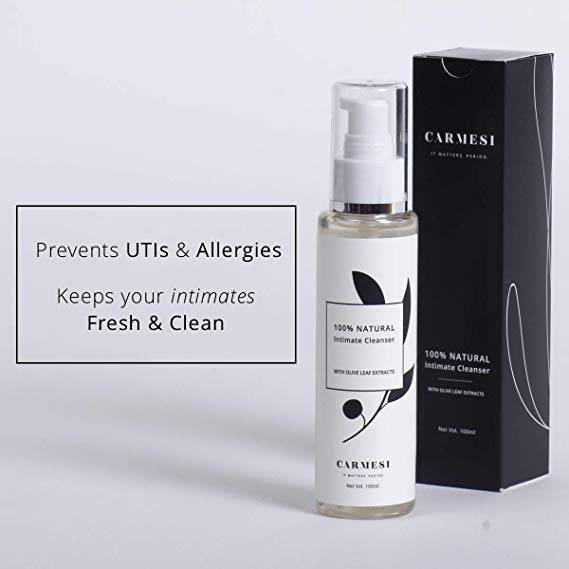 Prevents UTIs & Allergies
Keeps your intimates
Fresh & Clean
100% NATURAL
Intimate Cleanser
WITH OLIVE LEAF EXTRACTS
CARMESI
IT MATTERS. PERIOD.
Net Vol. 100ml
CARMESI
IT MATTERS. PERIOD.
100% NATURAL
Intimate Cleanser
WITH OLIVE LEAF EXTRACTS
Net Vol. 100ml